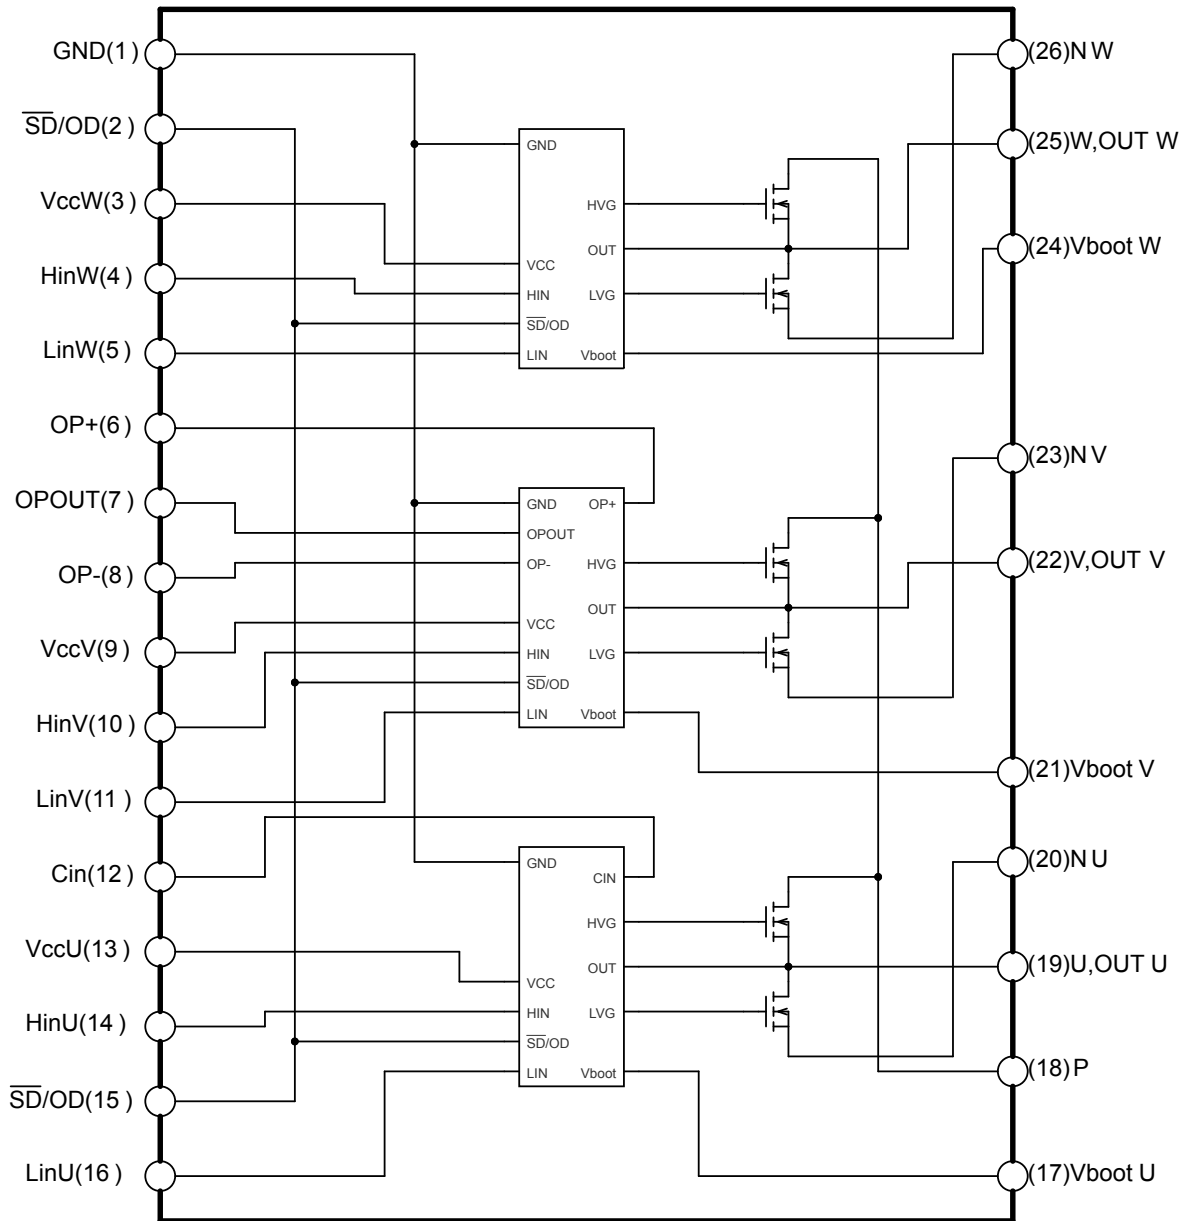 GND(1)
SD/OD(2)
VccW(3)
HinW(4)
LinW(5)
OP+(6)
OPOUT(7)
OP-(8)
VccV(9)
HinV(10)
LinV(11)
Cin(12)
VccU(13)
HinU(14)
SD/OD(15)
LinU(16)
GND
HVG
OUT
VCC
HIN
LVG
SD/OD
LIN
Vboot
GND
OP+
OPOUT
OP-
HVG
OUT
VCC
HIN
LVG
SD/OD
LIN
Vboot
GND
CIN
HVG
OUT
VCC
HIN
LVG
SD/OD
LIN
Vboot
(26)N W
(25)W,OUT W
(24)Vboot W
(23)N V
(22)V,OUT V
(21)Vboot V
(20)N U
(19)U,OUT U
(18)P
(17)Vboot U